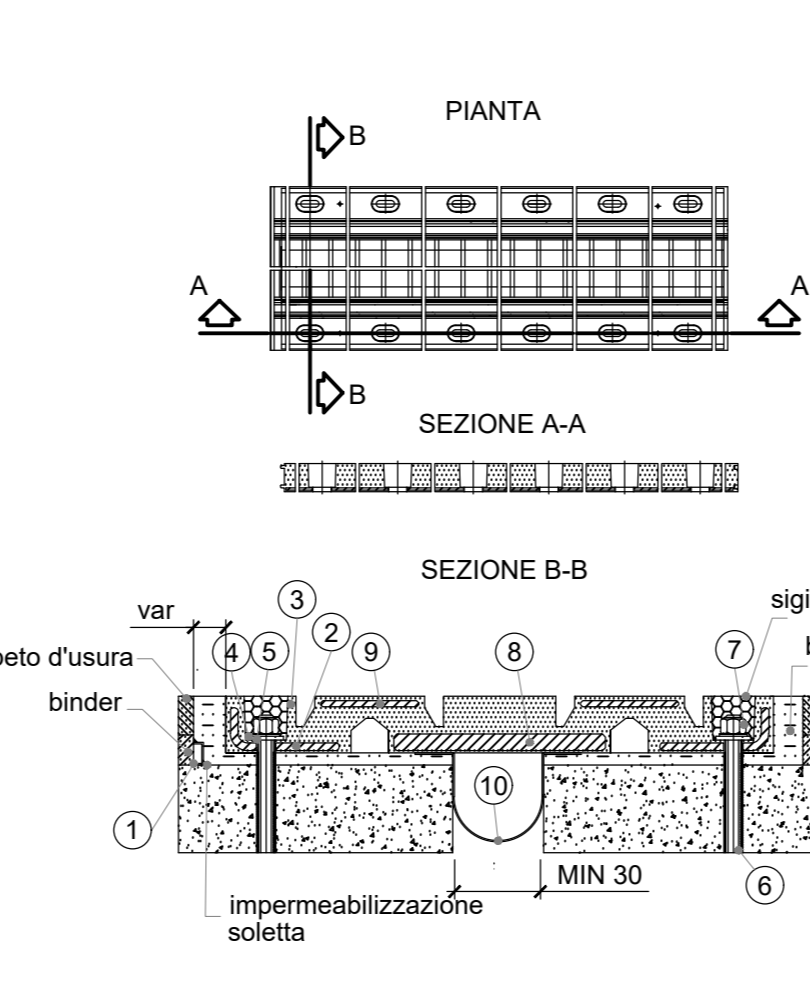 PIANTA
B
A
A
B
SEZIONE A-A
SEZIONE B-B
var
3
2
4
5
9
8
7
binder
d'usura
1
10
MIN 30
6
impermeabilizzazione
soletta